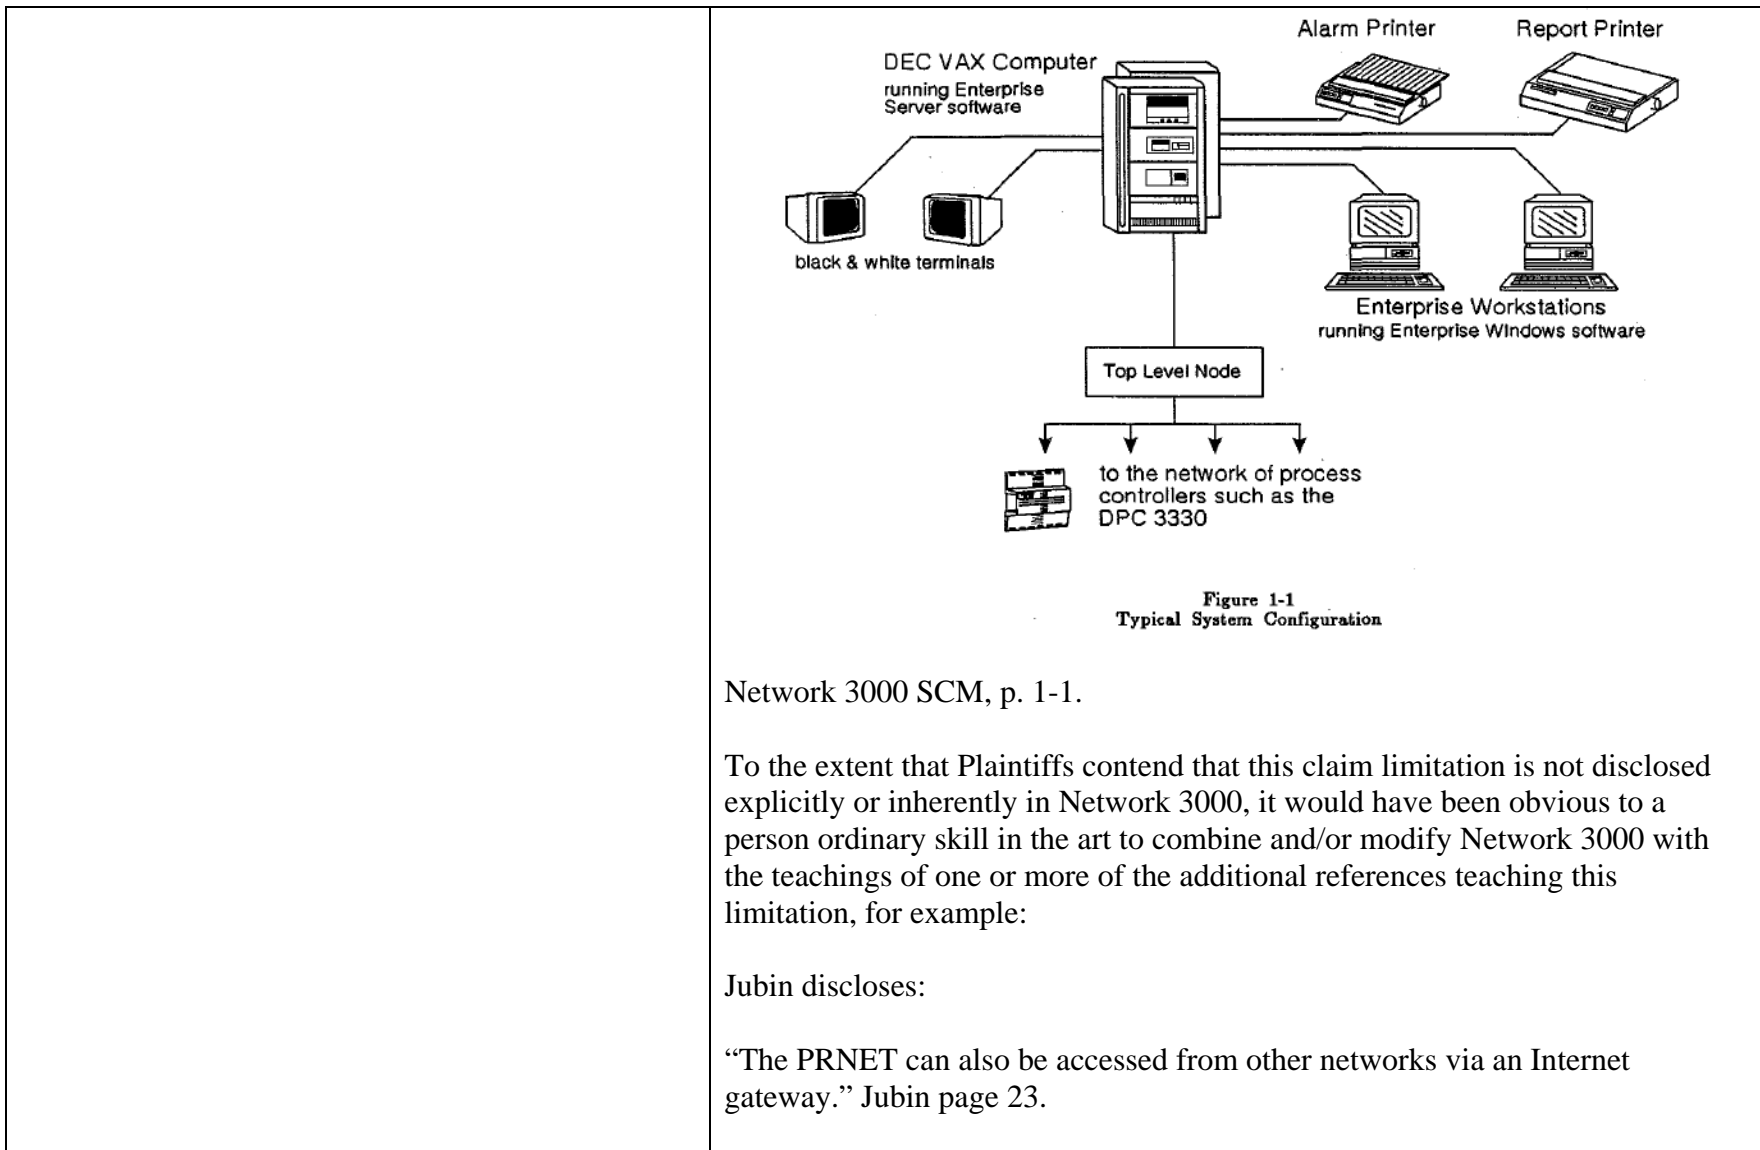 Alarm Printer
Report Printer
DEC VAX Computer
running Enterprise
Server software
black & white terminals
Enterprise Workstations
running Enterprise Windows software
Top Level Node
to the network of process
controllers such as the
DPC 3330
Figure 1-1
Typical System Configuration
Network 3000 SCM, p. 1-1.
To the extent that Plaintiffs contend that this claim limitation is not disclosed
explicitly or inherently in Network 3000, it would have been obvious to a
person ordinary skill in the art to combine and/or modify Network 3000 with
the teachings of one or more of the additional references teaching this
limitation, for example:
Jubin discloses:
“The PRNET can also be accessed from other networks via an Internet
gateway.” Jubin page 23.